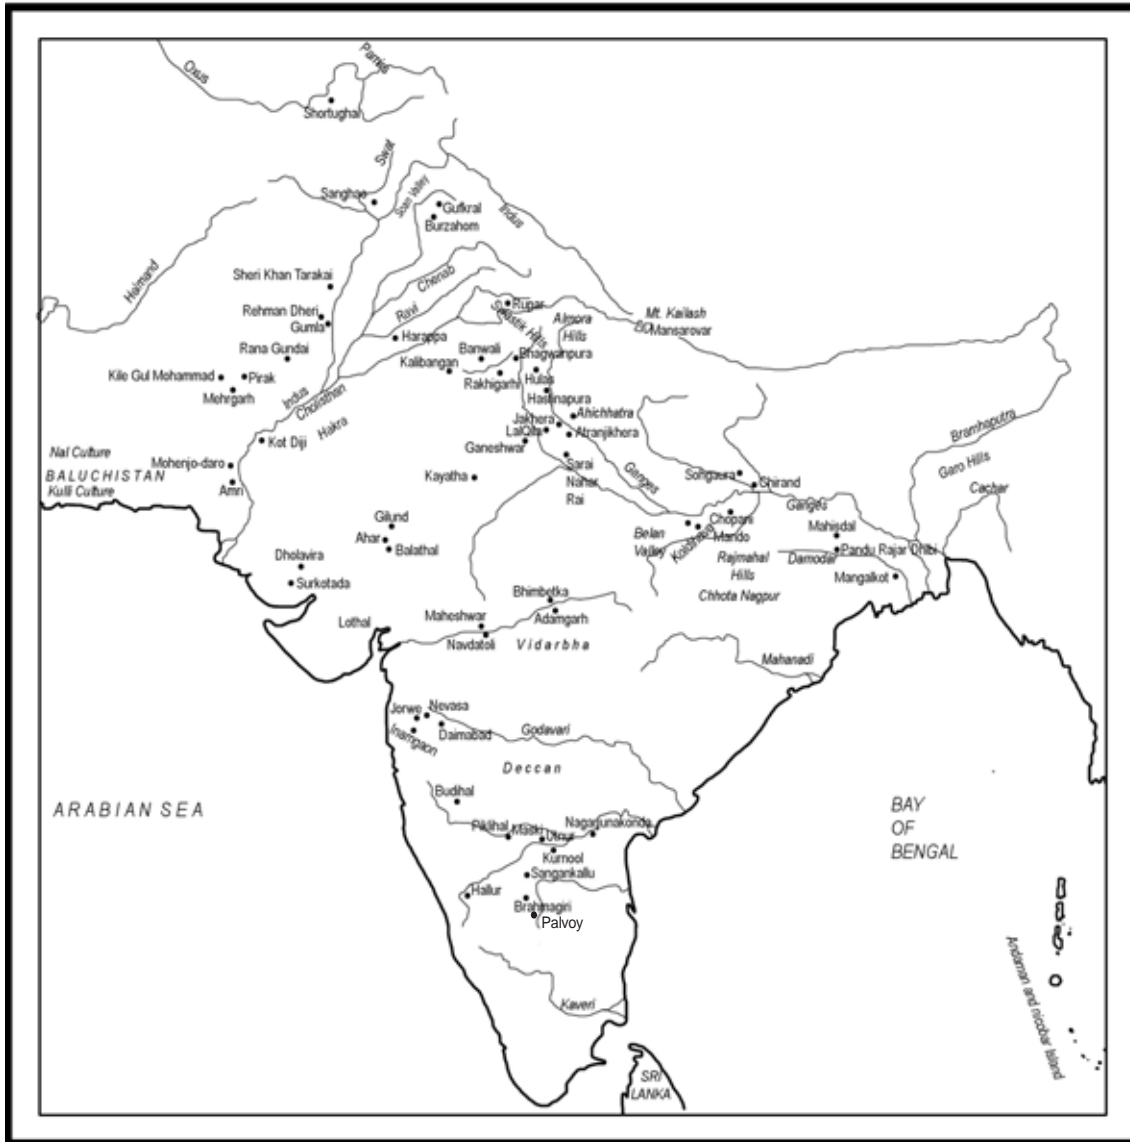 Oxus
Pamirs
Shortughai
Swat
Sanghao
Soan Valley
Gufkral
Burzahom
Indus
Helmand
Sheri Khan Tarakai
Chenab
Rehman Dheri
Gumla
Ravi
Rupar
Swastik Hills
Almora
Hills
Mt. Kailash
Mansarovar
Harappa
Rana Gundai
Banwali
Bhagwanpura
Kalibangan
Kile Gul Mohammad
Pirak
Rakhigarhi
Hulas
Mehrgarh
Indus
Cholisthan
Hastinapura
Hakra
Ahichhatra
Jakhera
LalQila
Atranjikhera
Bramhaputra
Kot Diji
Ganeshwar
Nal Culture
Garo Hills
Mohenjo-daro
Sarai
Nahar
Rai
Ganges
BALUCHISTAN
Kayatha
Songaura
Chirand
Cachar
Kulli Culture
Amri
Ganges
Gilund
Chopani
Mando
Mahisdal
Belan
Valley
Koldihawa
Ahar
Balathal
Pandu Rajar Dhibi
Damodar
Rajmahal
Hills
Dholavira
Surkotada
Mangalkot
Chhota Nagpur
Bhimbetka
Lothal
Maheshwar
Adamgarh
Navdatoli
Vidarbha
Mahanadi
Jorwe
Nevasa
Inamgaon
Daimabad
Godavari
Deccan
Budihal
ARABIAN SEA
BAY
OF
BENGAL
Piklihal
Maski
Utnur
Nagarjunakonda
Kurnool
Sangankallu
Hallur
Brahmagiri
Palvoy
Kaveri
Andaman and nicobar Island
SRI
LANKA